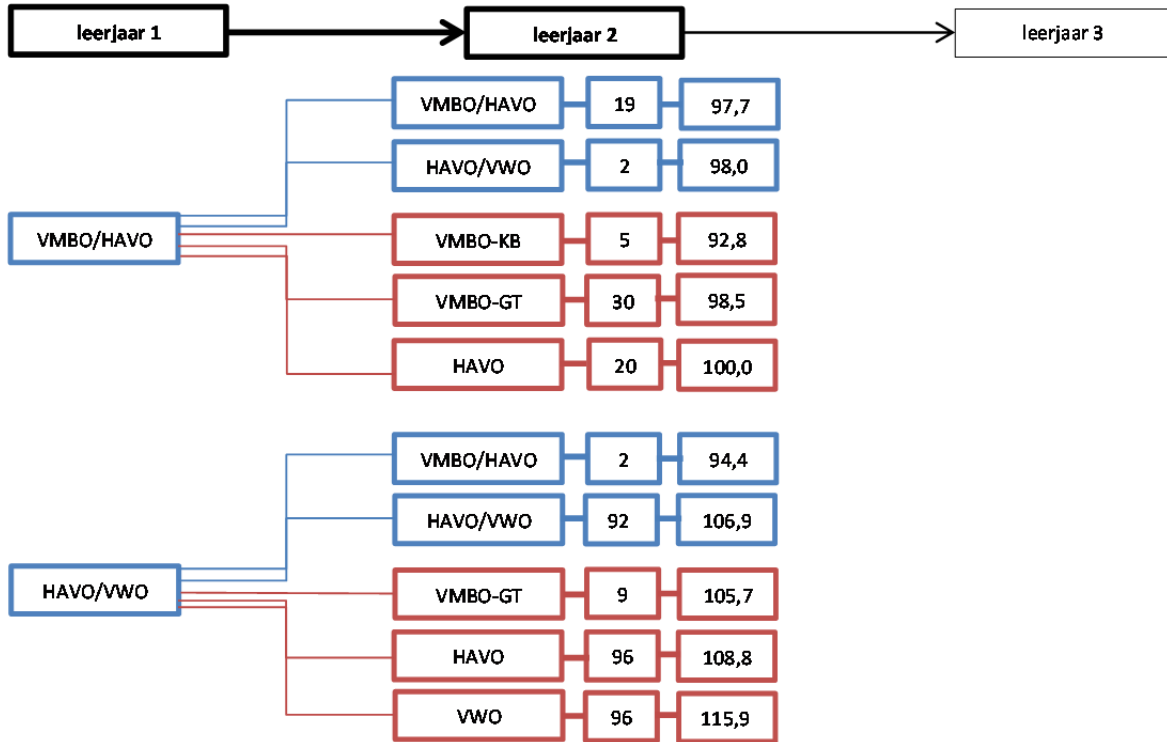 leerjaar 1 leerjaar 2 leerjaar 3
VMBO/HAVO 19 97,7
HAVO/VWO 2 98,0
VMBO/HAVO VMBO-KB 5 92,8
VMBO-GT 30 98,5
HAVO 20 100,0
VMBO/HAVO 2 94,4
HAVO/VWO 92 106,9
HAVO/VWO VMBO-GT 9 105,7
HAVO 96 108,8
VWO 96 115,9